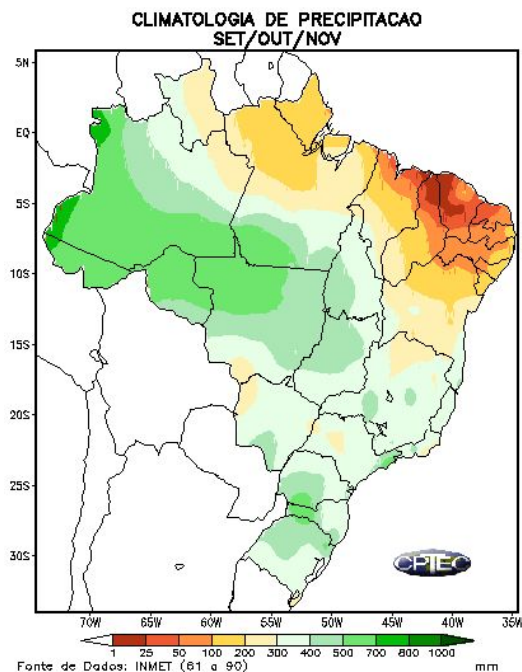 CLIMATOLOGIA DE PRECIPITACAO
SET/OUT/NOV
5N
EQ
5S
10S
15S
20S
25S
30S
70W 65W 60W 55W 50W 45W 40W 35W
CPTEC
1 25 50 100 200 300 400 500 700 800 1000
Fonte de Dados: INMET (61 a 90) mm